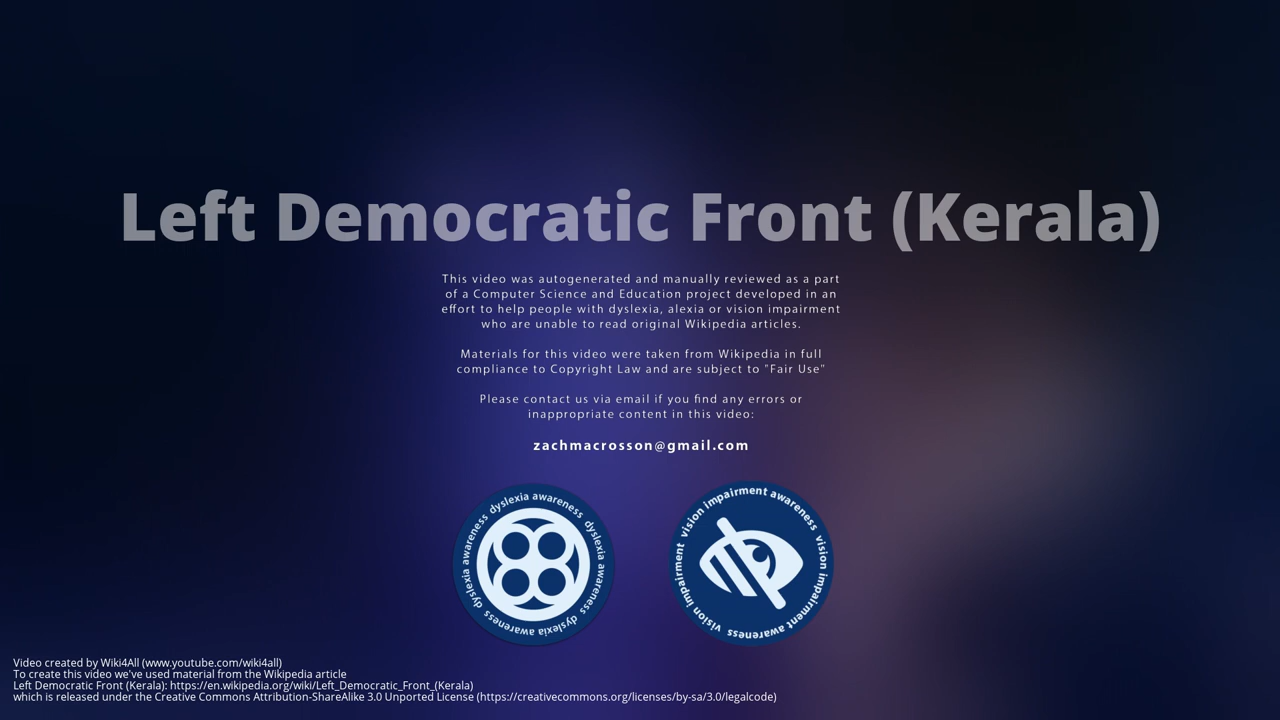 Left Democratic Front (Kerala)
This video was autogenerated and manually reviewed as a part
of a Computer Science and Education project developed in an
effort to help people with dyslexia, alexia or vision impairment
who are unable to read original Wikipedia articles.
Materials for this video were taken from Wikipedia in full
compliance to Copyright Law and are subject to "Fair Use"
Please contact us via email if you find any errors or
inappropriate content in this video:
zachmacrosson@gmail.com
dyslexia awareness dyslexia awareness dyslexia awareness dyslexia awareness
vision impairment awareness vision impairment awareness vision impairment
Video created by Wiki4All (www.youtube.com/wiki4all)
To create this video we've used material from the Wikipedia article
Left Democratic Front (Kerala): https://en.wikipedia.org/wiki/Left_Democratic_Front_(Kerala)
which is released under the Creative Commons Attribution-ShareAlike 3.0 Unported License (https://creativecommons.org/licenses/by-sa/3.0/legalcode)